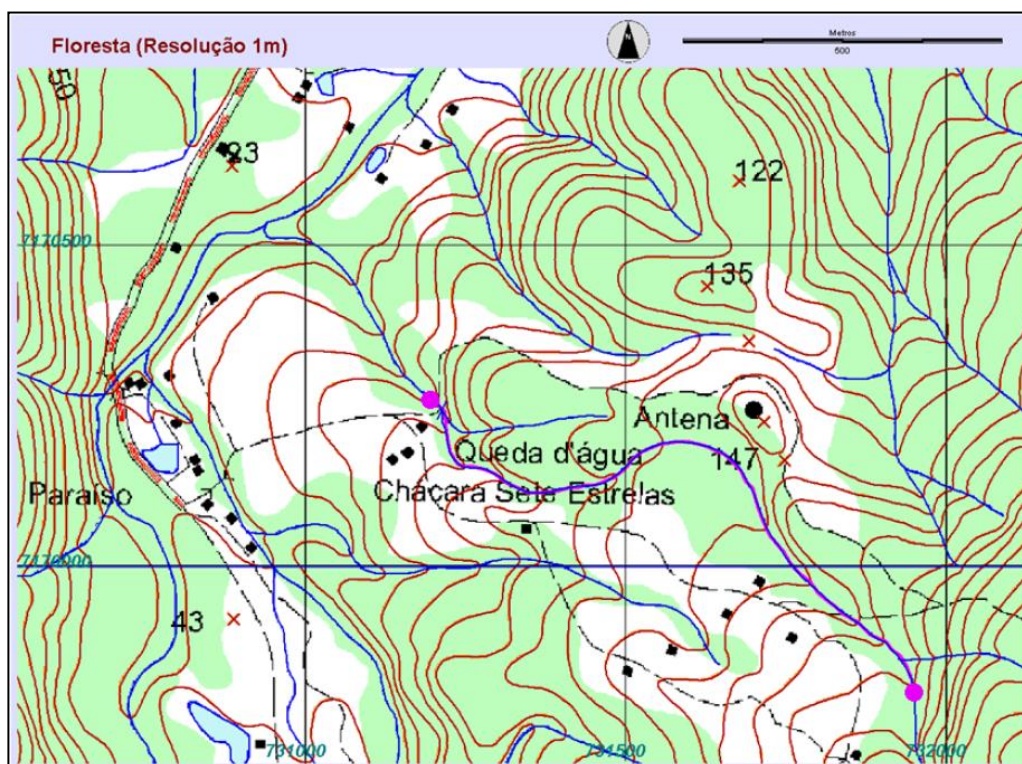 Floresta (Resolução 1m)
N
Metros
500
50
23
122
7170500
135
Antena
Queda d'água
147
Paraíso
Chácara Sete Estrelas
7170000
43
731000
731500
732000